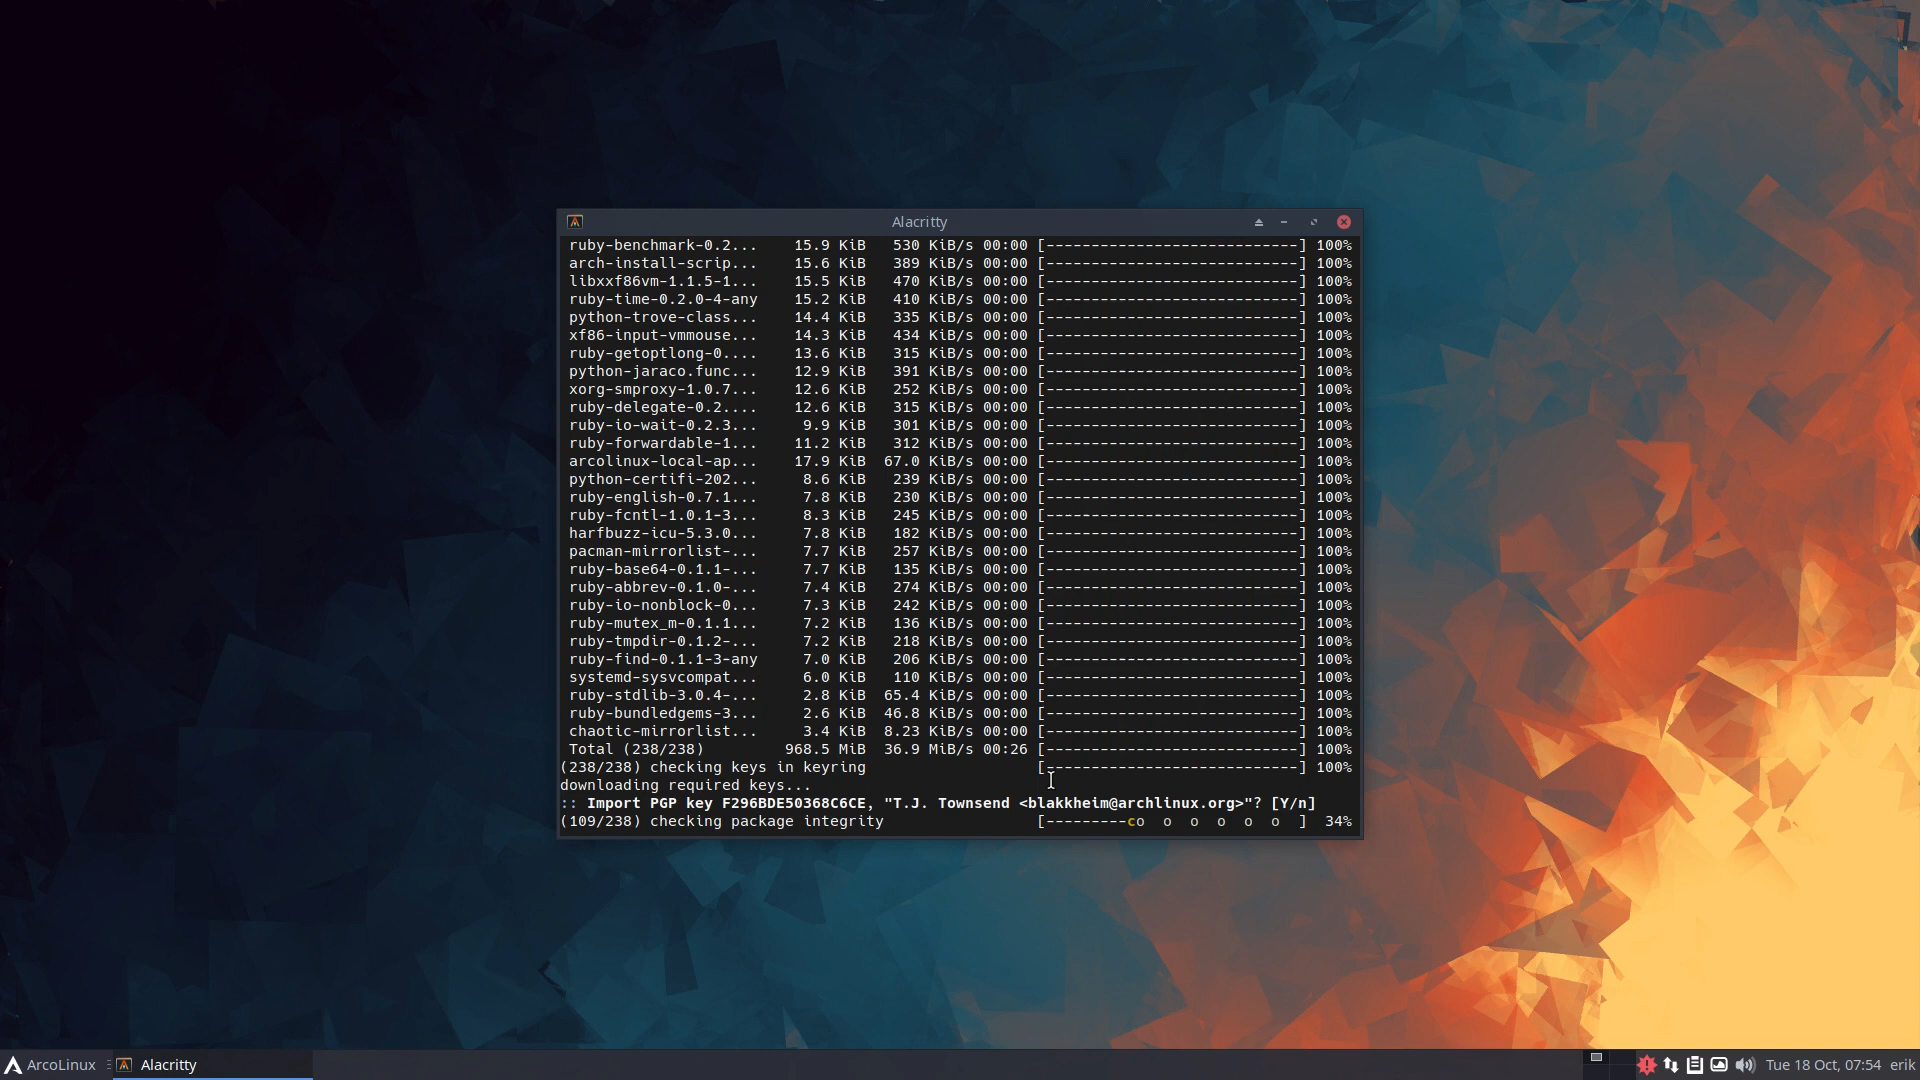 Alacritty
ruby-benchmark-0.2... 15.9 KiB 530 KiB/s 00:00 [----------------------------] 100%
arch-install-scrip... 15.6 KiB 389 KiB/s 00:00 [----------------------------] 100%
libxxf86vm-1.1.5-1... 15.5 KiB 470 KiB/s 00:00 [----------------------------] 100%
ruby-time-0.2.0-4-any 15.2 KiB 410 KiB/s 00:00 [----------------------------] 100%
python-trove-class... 14.4 KiB 335 KiB/s 00:00 [----------------------------] 100%
xf86-input-vmmouse... 14.3 KiB 434 KiB/s 00:00 [----------------------------] 100%
ruby-getoptlong-0.... 13.6 KiB 315 KiB/s 00:00 [----------------------------] 100%
python-jaraco.func... 12.9 KiB 391 KiB/s 00:00 [----------------------------] 100%
xorg-smproxy-1.0.7... 12.6 KiB 252 KiB/s 00:00 [----------------------------] 100%
ruby-delegate-0.2.... 12.6 KiB 315 KiB/s 00:00 [----------------------------] 100%
ruby-io-wait-0.2.3... 9.9 KiB 301 KiB/s 00:00 [----------------------------] 100%
ruby-forwardable-1... 11.2 KiB 312 KiB/s 00:00 [----------------------------] 100%
arcolinux-local-ap... 17.9 KiB 67.0 KiB/s 00:00 [----------------------------] 100%
python-certifi-202... 8.6 KiB 239 KiB/s 00:00 [----------------------------] 100%
ruby-english-0.7.1... 7.8 KiB 230 KiB/s 00:00 [----------------------------] 100%
ruby-fcntl-1.0.1-3... 8.3 KiB 245 KiB/s 00:00 [----------------------------] 100%
harfbuzz-icu-5.3.0... 7.8 KiB 182 KiB/s 00:00 [----------------------------] 100%
pacman-mirrorlist-... 7.7 KiB 257 KiB/s 00:00 [----------------------------] 100%
ruby-base64-0.1.1-... 7.7 KiB 135 KiB/s 00:00 [----------------------------] 100%
ruby-abbrev-0.1.0-... 7.4 KiB 274 KiB/s 00:00 [----------------------------] 100%
ruby-io-nonblock-0... 7.3 KiB 242 KiB/s 00:00 [----------------------------] 100%
ruby-mutex_m-0.1.1... 7.2 KiB 136 KiB/s 00:00 [----------------------------] 100%
ruby-tmpdir-0.1.2-... 7.2 KiB 218 KiB/s 00:00 [----------------------------] 100%
ruby-find-0.1.1-3-any 7.0 KiB 206 KiB/s 00:00 [----------------------------] 100%
systemd-sysvcompat... 6.0 KiB 110 KiB/s 00:00 [----------------------------] 100%
ruby-stdlib-3.0.4-... 2.8 KiB 65.4 KiB/s 00:00 [----------------------------] 100%
ruby-bundledgems-3... 2.6 KiB 46.8 KiB/s 00:00 [----------------------------] 100%
chaotic-mirrorlist... 3.4 KiB 8.23 KiB/s 00:00 [----------------------------] 100%
Total (238/238) 968.5 MiB 36.9 MiB/s 00:26 [----------------------------] 100%
(238/238) checking keys in keyring [----------------------------] 100%
downloading required keys...
:: Import PGP key F296BDE50368C6CE, "T.J. Townsend <blakkheim@archlinux.org>"? [Y/n]
(109/238) checking package integrity [---------co  o  o  o  o  o  ] 34%
ArcoLinux Alacritty Tue 18 Oct, 07:54 erik